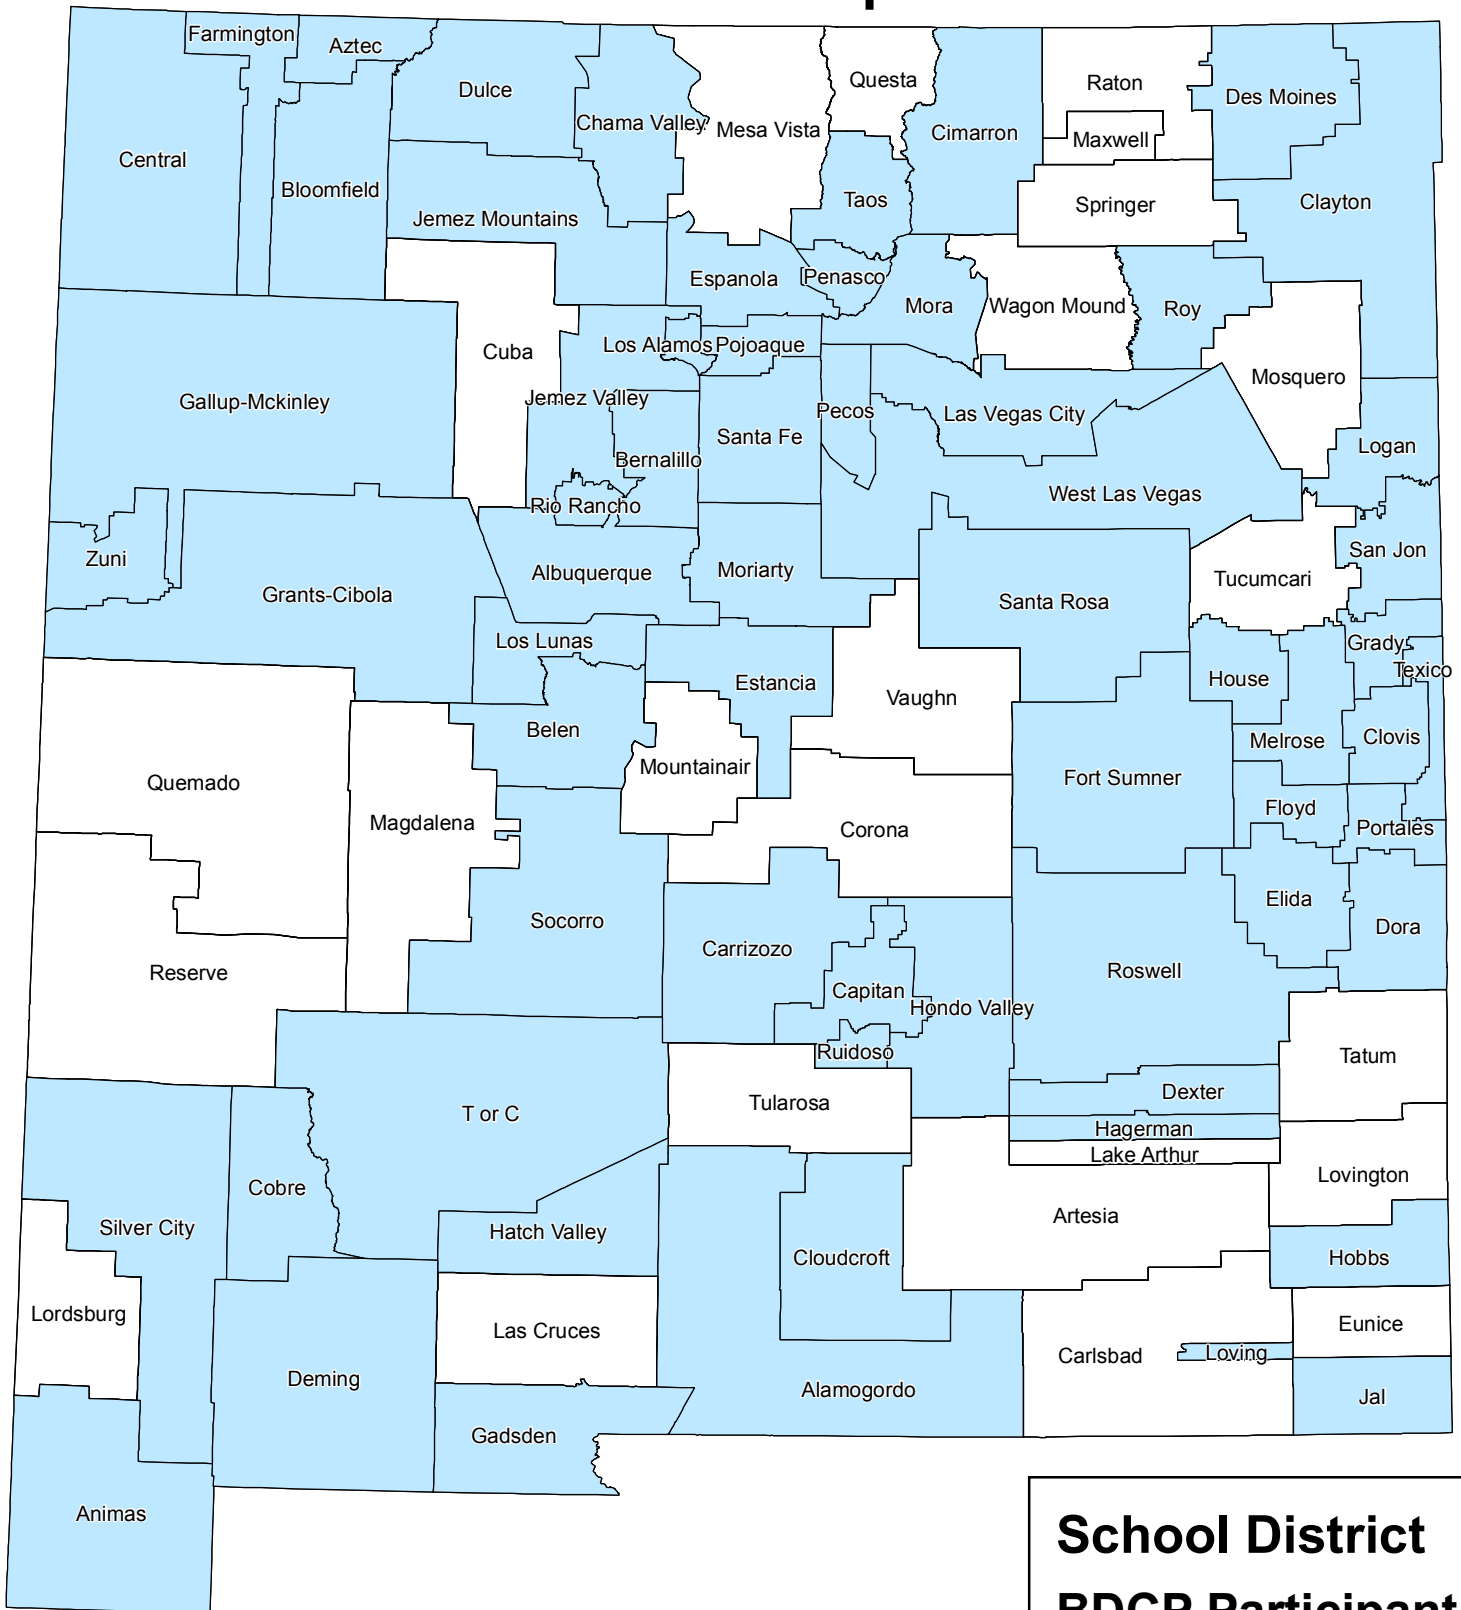 Farmington
Aztec
Dulce
Chama Valley
Mesa Vista
Questa
Raton
Des Moines
Cimarron
Maxwell
Central
Bloomfield
Jemez Mountains
Taos
Springer
Clayton
Espanola
Penasco
Mora
Wagon Mound
Roy
Cuba
Los Alamos
Pojoaque
Mosquero
Gallup-Mckinley
Jemez Valley
Pecos
Las Vegas City
Santa Fe
Logan
Bernalillo
West Las Vegas
Rio Rancho
Zuni
Albuquerque
Moriarty
San Jon
Tucumcari
Grants-Cibola
Santa Rosa
Los Lunas
Grady
Texico
Estancia
House
Vaughn
Belen
Melrose
Clovis
Mountainair
Fort Sumner
Quemado
Magdalena
Corona
Floyd
Portales
Elida
Socorro
Dora
Carrizozo
Reserve
Capitan
Roswell
Hondo Valley
Ruidoso
Tatum
Tularosa
Dexter
T or C
Hagerman
Lake Arthur
Lovington
Cobre
Silver City
Artesia
Hatch Valley
Cloudcroft
Hobbs
Lordsburg
Las Cruces
Eunice
Carlsbad
Loving
Deming
Alamogordo
Jal
Gadsden
Animas
School District
BDCP Participant